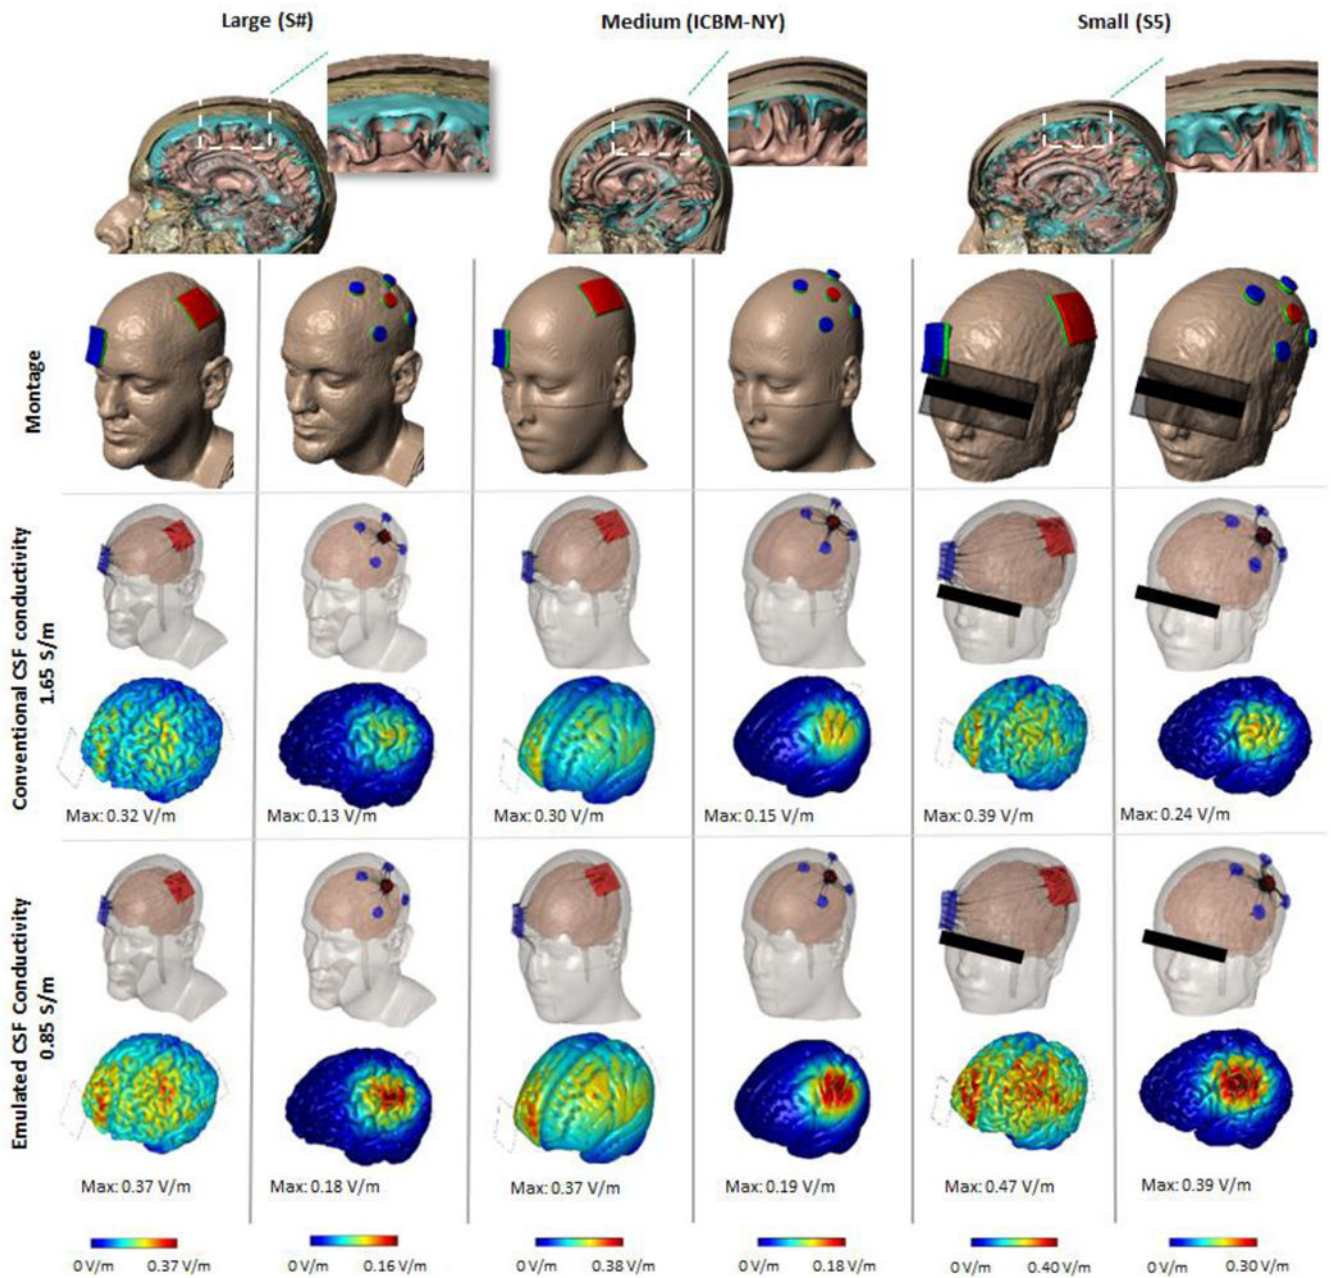 Large (S#)
Medium (ICBM-NY)
Small (S5)
Montage
Conventional CSF conductivity
1.65 S/m
Max: 0.32 V/m
Max: 0.13 V/m
Max: 0.30 V/m
Max: 0.15 V/m
Max: 0.39 V/m
Max: 0.24 V/m
Emulated CSF Conductivity
0.85 S/m
Max: 0.37 V/m
Max: 0.18 V/m
Max: 0.37 V/m
Max: 0.19 V/m
Max: 0.47 V/m
Max: 0.39 V/m
0 V/m 0.37 V/m
0 V/m 0.16 V/m
0 V/m 0.38 V/m
0 V/m 0.18 V/m
0 V/m 0.40 V/m
0 V/m 0.30 V/m